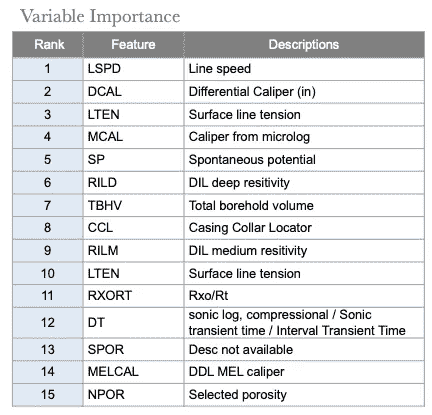 Variable Importance
Rank Feature Descriptions
1 LSPD Line speed
2 DCAL Differential Caliper (in)
3 LTEN Surface line tension
4 MCAL Caliper from microlog
5 SP Spontaneous potential
6 RILD DIL deep resitivity
7 TBHV Total borehold volume
8 CCL Casing Collar Locator
9 RILM DIL medium resitivity
10 LTEN Surface line tension
11 RXORT Rxo/Rt
12 DT sonic log, compressional / Sonic
transient time / Interval Transient Time
13 SPOR Desc not available
14 MELCAL DDL MEL caliper
15 NPOR Selected porosity